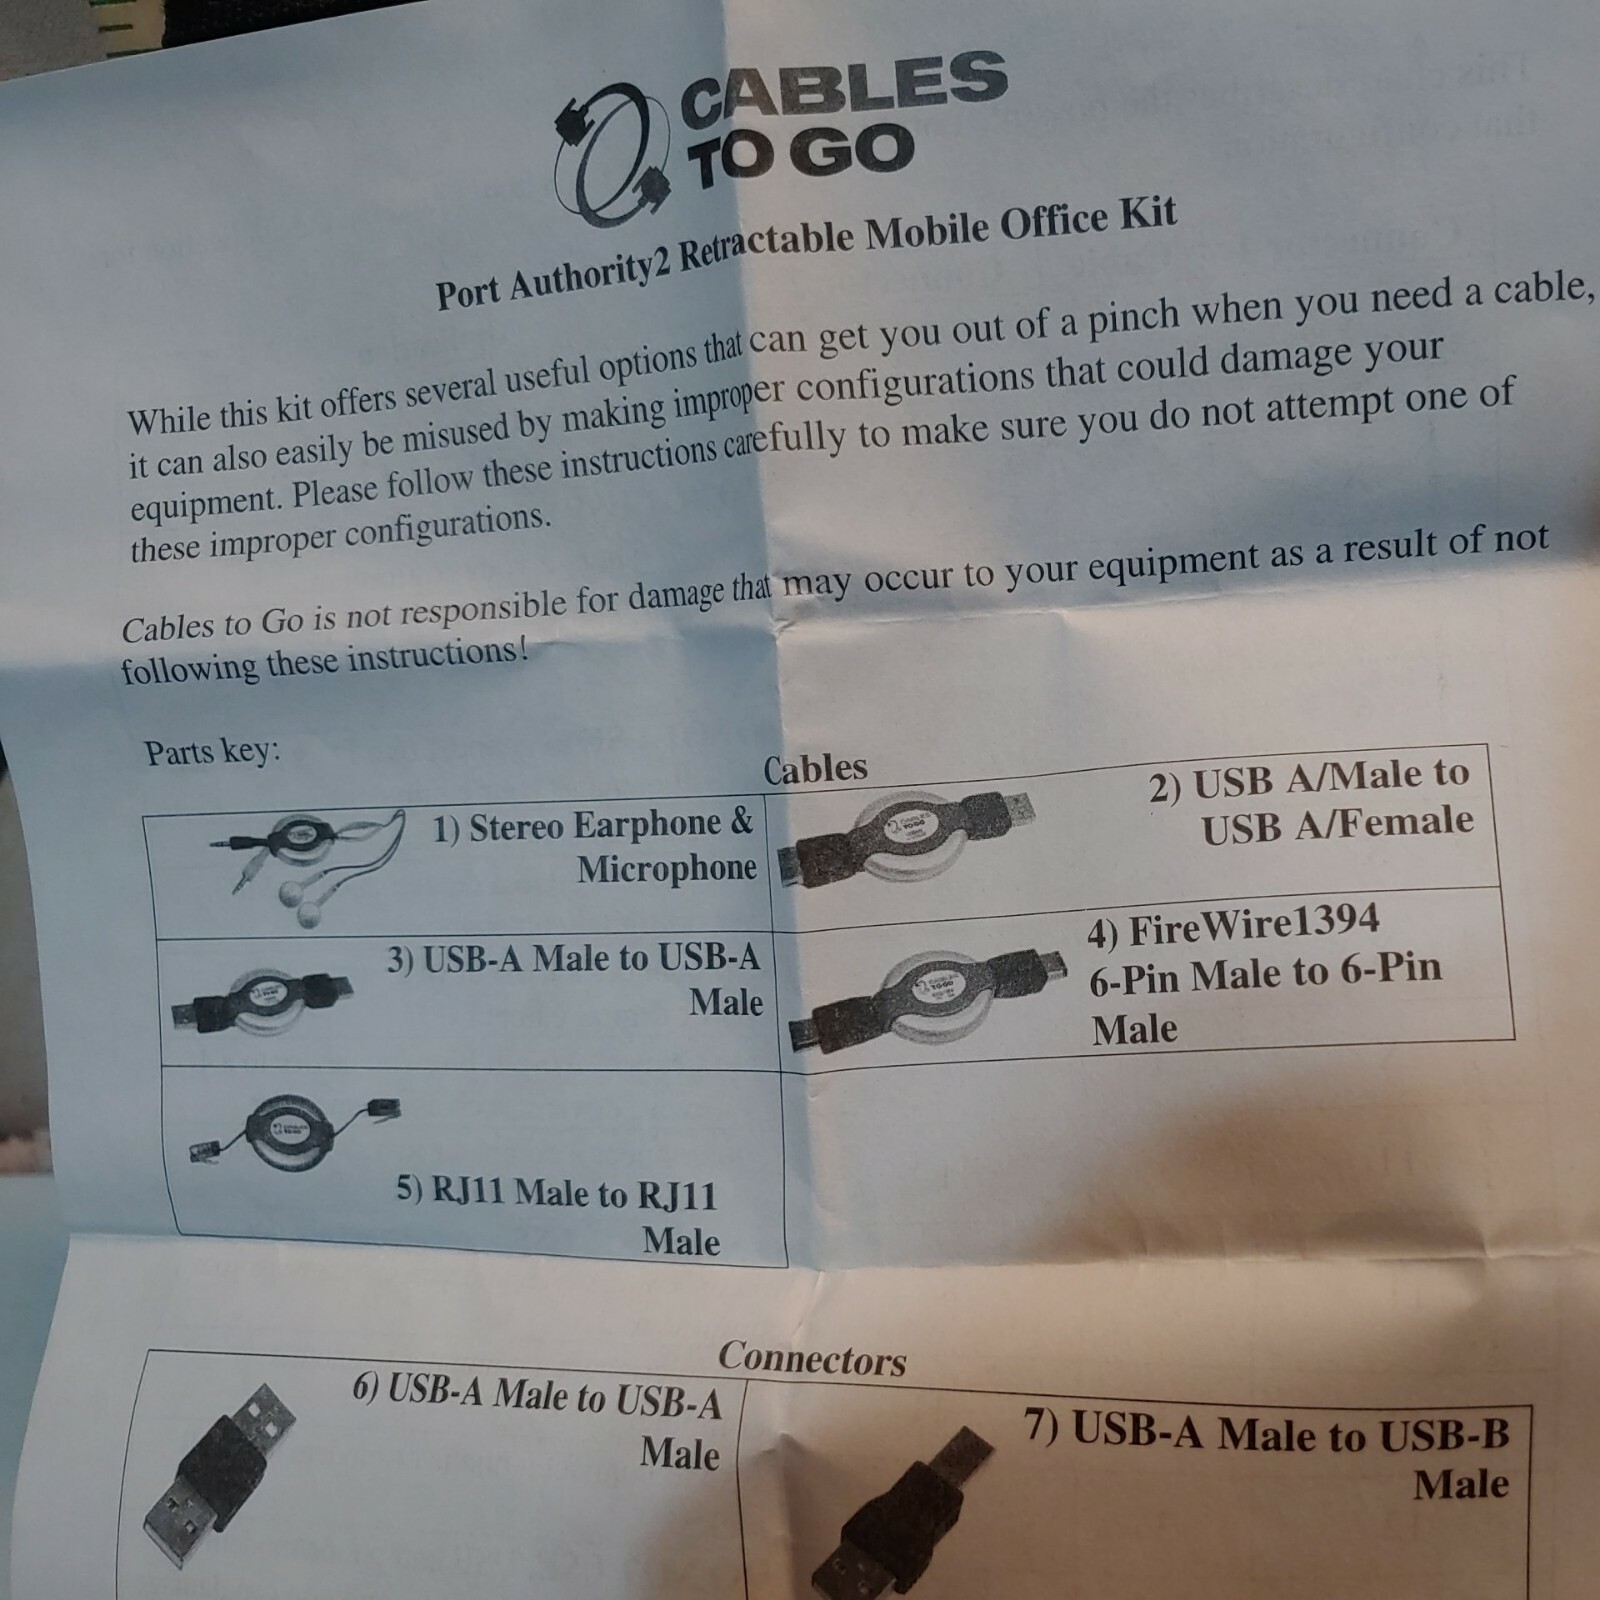 CABLES
TO GO
Port Authority2 Retractable Mobile Office Kit
While this kit offers several useful options that can get you out of a pinch when you need a cable,
it can also easily be misused by making improper configurations that could damage your
equipment. Please follow these instructions carefully to make sure you do not attempt one of
these improper configurations.
Cables to Go is not responsible for damage that may occur to your equipment as a result of not
following these instructions!
Parts key:
Cables
1) Stereo Earphone &
Microphone
2) USB A/Male to
USB A/Female
3) USB-A Male to USB-A
Male
4) FireWire1394
6-Pin Male to 6-Pin
Male
5) RJ11 Male to RJ11
Male
Connectors
6) USB-A Male to USB-A
Male
7) USB-A Male to USB-B
Male